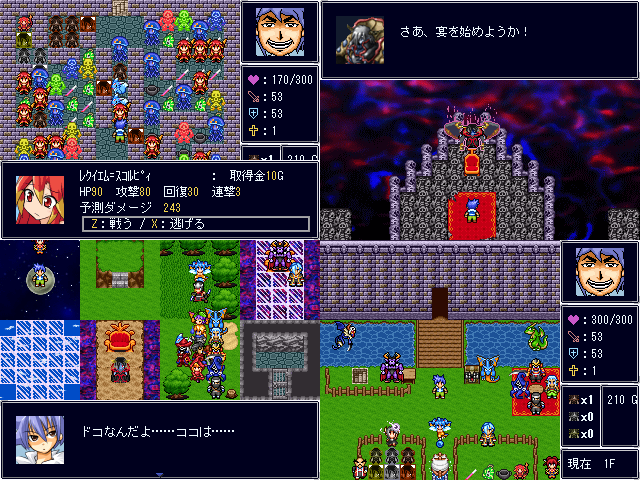 170/300
53
53
1
x1
210 G
ﾚｸｲｴﾑ=ｽｺﾙﾋﾟｨ : 取得金10G
HP90 攻撃80 回復30 連撃3
予測ダメージ 243
Z:戦う / X:逃げる
さあ、宴を始めようか!
ドコなんだよ……ココは……
300/300
53
53
1
x1
210 G
x0
x0
現在 1F